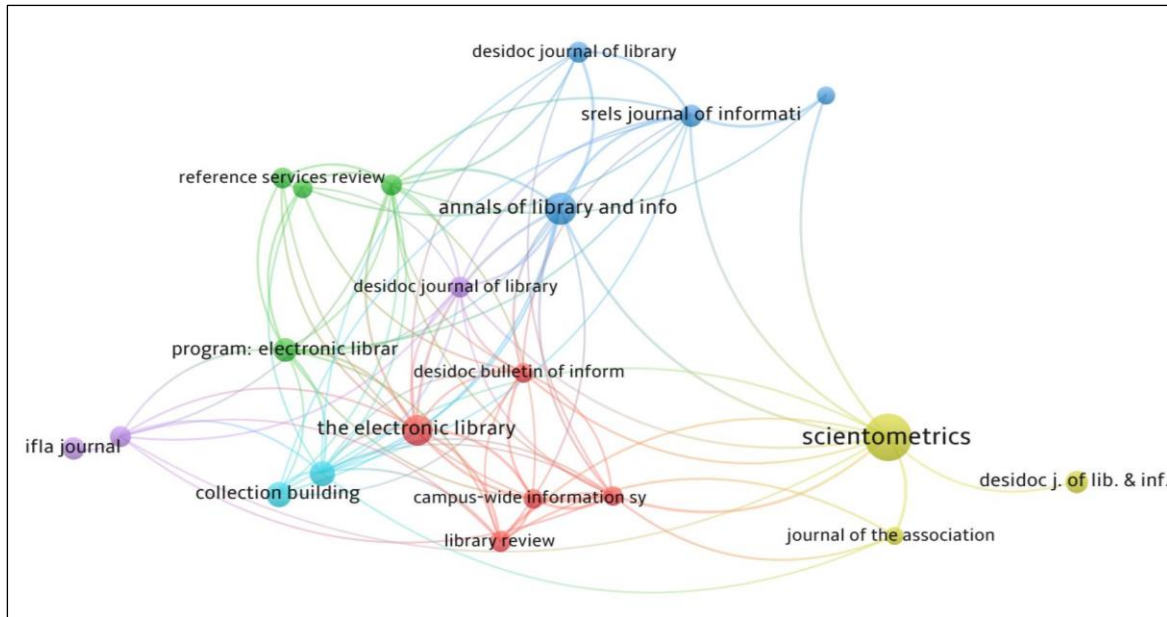 desidoc journal of library
srels journal of informati
reference services review
annals of library and info
desidoc journal of library
program: electronic librar
desidoc bulletin of inform
the electronic library
scientometrics
ifla journal
desidoc j. of lib. & inf.
collection building
campus-wide information sy
journal of the association
library review